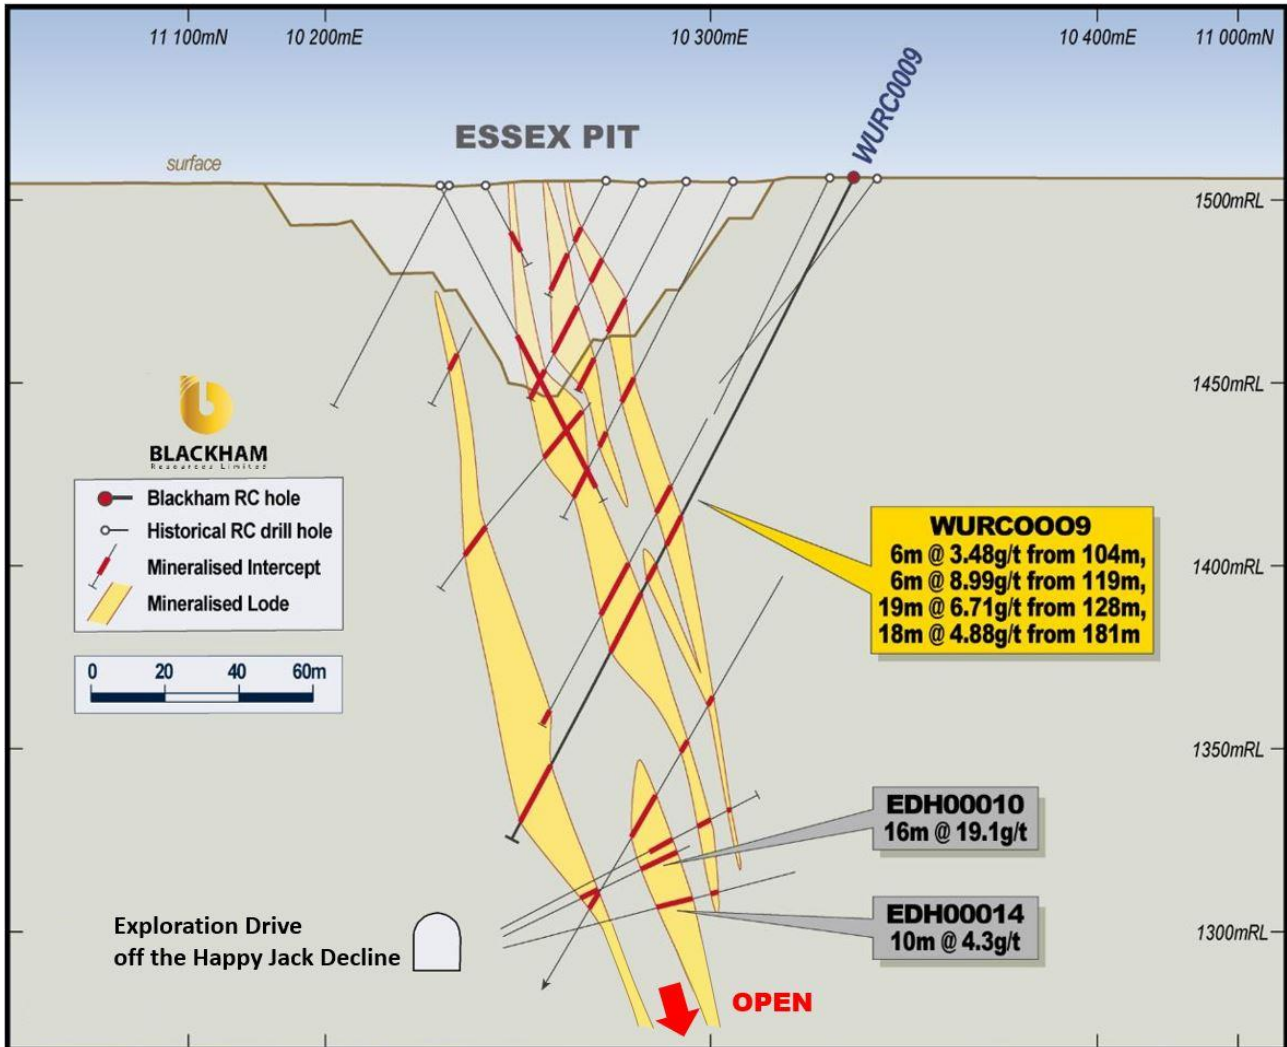 11 100mN
10 200mE
10 300mE
10 400mE
11 000mN
WURC0009
ESSEX PIT
surface
1500mRL
1450mRL
1400mRL
1350mRL
1300mRL
BLACKHAM
Resources Limited
Blackham RC hole
Historical RC drill hole
Mineralised Intercept
Mineralised Lode
0 20 40 60m
WURC0009
6m @ 3.48g/t from 104m,
6m @ 8.99g/t from 119m,
19m @ 6.71g/t from 128m,
18m @ 4.88g/t from 181m
EDH00010
16m @ 19.1g/t
EDH00014
10m @ 4.3g/t
Exploration Drive
off the Happy Jack Decline
OPEN